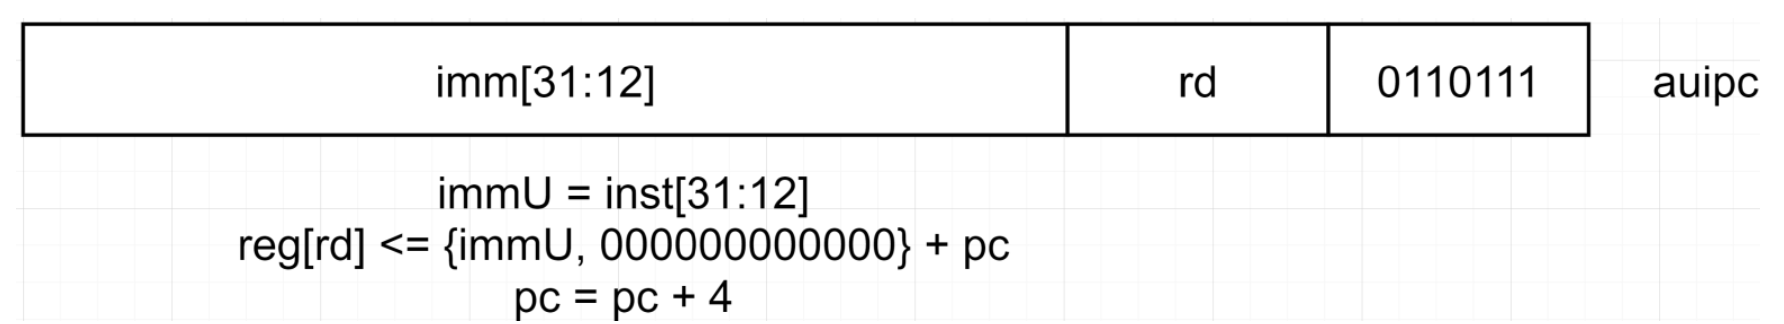 imm[31:12] rd 0110111 auipc
immU = inst[31:12]
reg[rd] <= {immU, 000000000000} + pc
pc = pc + 4